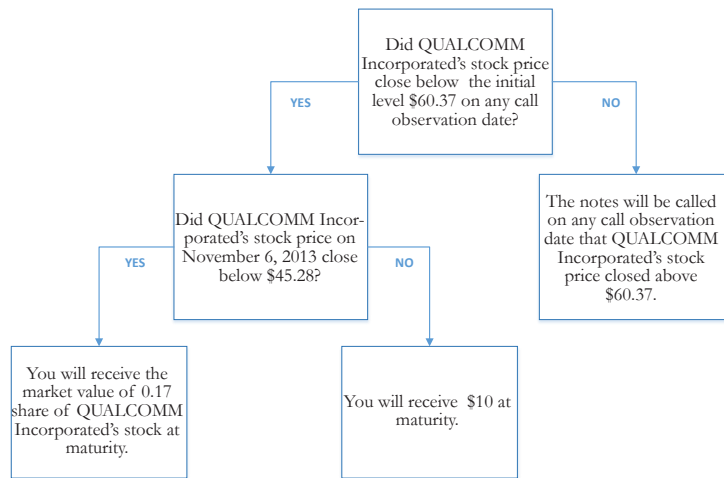 Did QUALCOMM
Incorporated's stock price
close below the initial
level $60.37 on any call
observation date?
YES
NO
Did QUALCOMM Incor-
porated's stock price on
November 6, 2013 close
below $45.28?
The notes will be called
on any call observation
date that QUALCOMM
Incorporated's stock
price closed above
$60.37.
YES
NO
You will receive the
market value of 0.17
share of QUALCOMM
Incorporated's stock at
maturity.
You will receive $10 at
maturity.